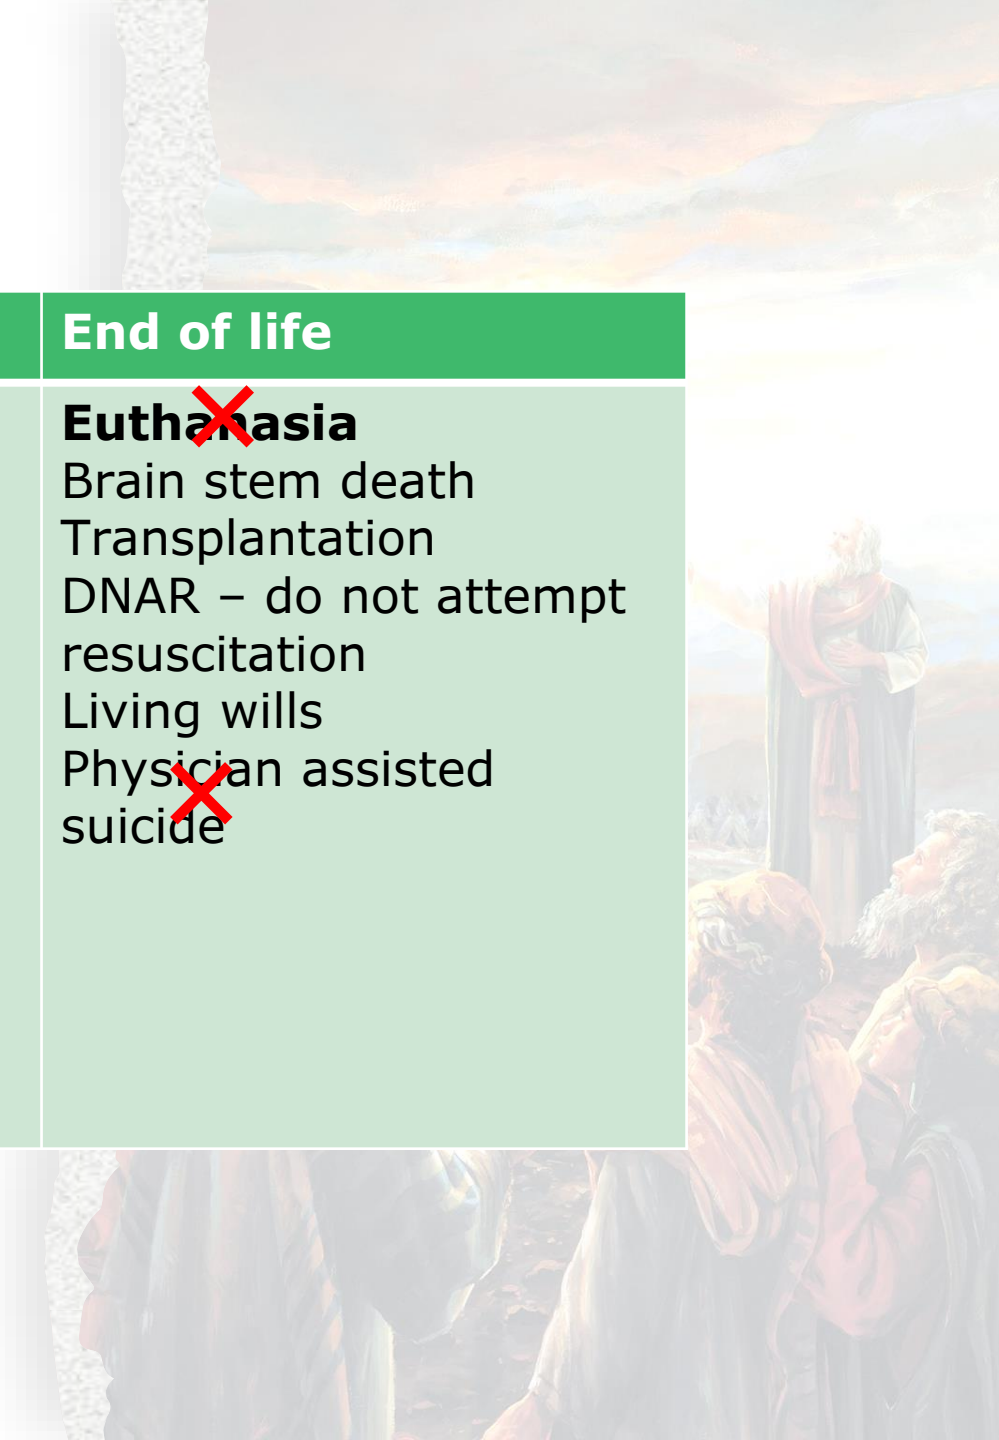 End of life
Euthanasia
Brain stem death
Transplantation
DNAR – do not attempt
resuscitation
Living wills
Physician assisted
suicide